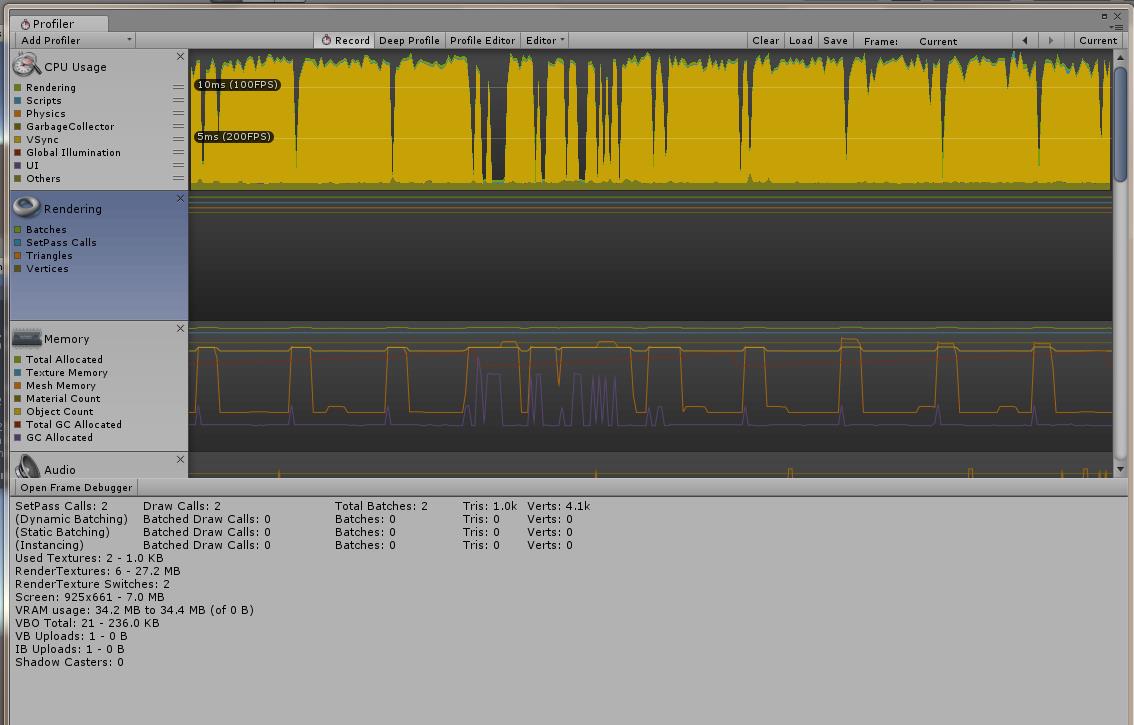 Profiler
Add Profiler Record Deep Profile Profile Editor Editor Clear Load Save Frame: Current Current
CPU Usage
Rendering
Scripts
Physics
GarbageCollector
VSync
Global Illumination
UI
Others
10ms (100FPS)
5ms (200FPS)
Rendering
Batches
SetPass Calls
Triangles
Vertices
Memory
Total Allocated
Texture Memory
Mesh Memory
Material Count
Object Count
Total GC Allocated
GC Allocated
Audio
Open Frame Debugger
SetPass Calls: 2 Draw Calls: 2 Total Batches: 2 Tris: 1.0k Verts: 4.1k
(Dynamic Batching) Batched Draw Calls: 0 Batches: 0 Tris: 0 Verts: 0
(Static Batching) Batched Draw Calls: 0 Batches: 0 Tris: 0 Verts: 0
(Instancing) Batched Draw Calls: 0 Batches: 0 Tris: 0 Verts: 0
Used Textures: 2 - 1.0 KB
RenderTextures: 6 - 27.2 MB
RenderTexture Switches: 2
Screen: 925x661 - 7.0 MB
VRAM usage: 34.2 MB to 34.4 MB (of 0 B)
VBO Total: 21 - 236.0 KB
VB Uploads: 1 - 0 B
IB Uploads: 1 - 0 B
Shadow Casters: 0